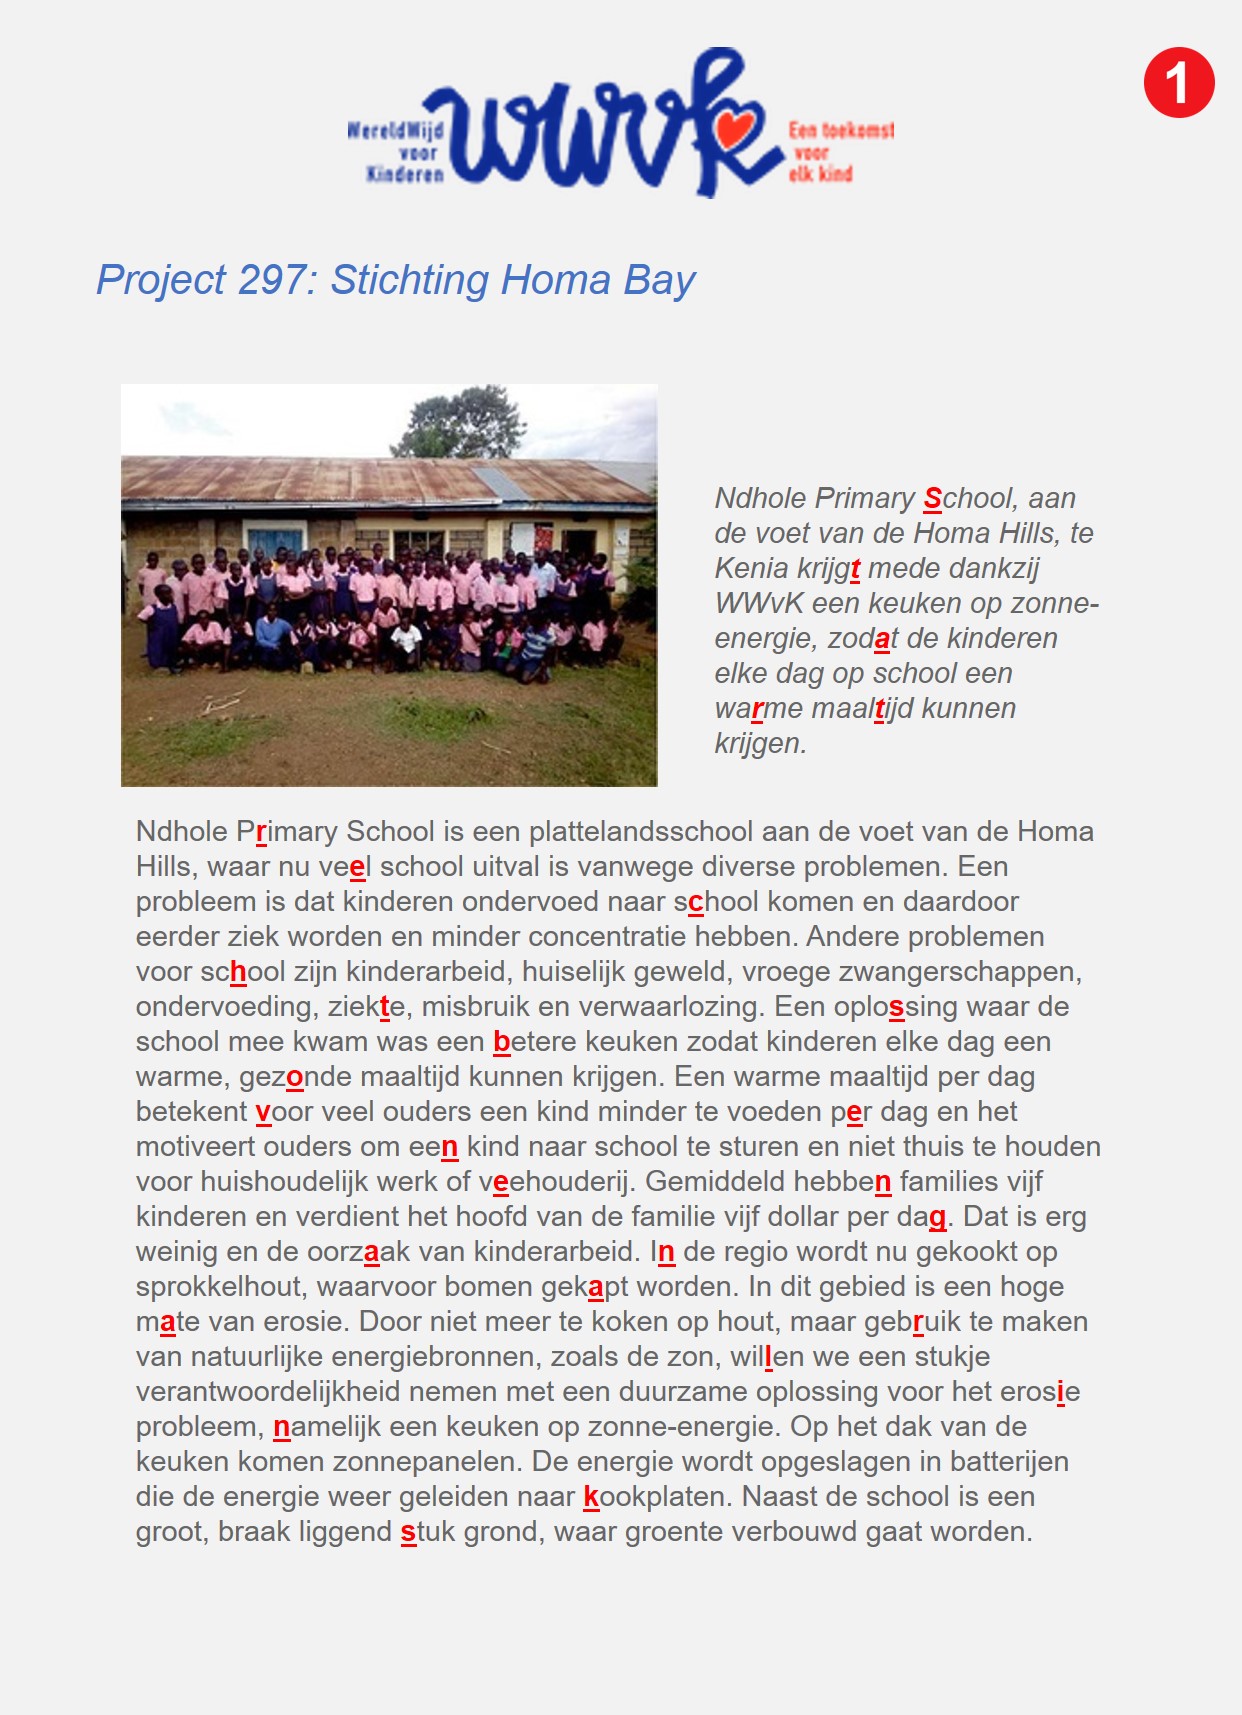 1
WereldWijd
voor
Kinderen
wwvk
Een toekomst
voor
elk kind
Project 297: Stichting Homa Bay
Ndhole Primary School, aan
de voet van de Homa Hills, te
Kenia krijgt mede dankzij
WWvK een keuken op zonne-
energie, zodat de kinderen
elke dag op school een
warme maaltijd kunnen
krijgen.
Ndhole Primary School is een plattelandsschool aan de voet van de Homa
Hills, waar nu veel school uitval is vanwege diverse problemen. Een
probleem is dat kinderen ondervoed naar school komen en daardoor
eerder ziek worden en minder concentratie hebben. Andere problemen
voor school zijn kinderarbeid, huiselijk geweld, vroege zwangerschappen,
ondervoeding, ziekte, misbruik en verwaarlozing. Een oplossing waar de
school mee kwam was een betere keuken zodat kinderen elke dag een
warme, gezonde maaltijd kunnen krijgen. Een warme maaltijd per dag
betekent voor veel ouders een kind minder te voeden per dag en het
motiveert ouders om een kind naar school te sturen en niet thuis te houden
voor huishoudelijk werk of veehouderij. Gemiddeld hebben families vijf
kinderen en verdient het hoofd van de familie vijf dollar per dag. Dat is erg
weinig en de oorzaak van kinderarbeid. In de regio wordt nu gekookt op
sprokkelhout, waarvoor bomen gekapt worden. In dit gebied is een hoge
mate van erosie. Door niet meer te koken op hout, maar gebruik te maken
van natuurlijke energiebronnen, zoals de zon, willen we een stukje
verantwoordelijkheid nemen met een duurzame oplossing voor het erosie
probleem, namelijk een keuken op zonne-energie. Op het dak van de
keuken komen zonnepanelen. De energie wordt opgeslagen in batterijen
die de energie weer geleiden naar kookplaten. Naast de school is een
groot, braak liggend stuk grond, waar groente verbouwd gaat worden.